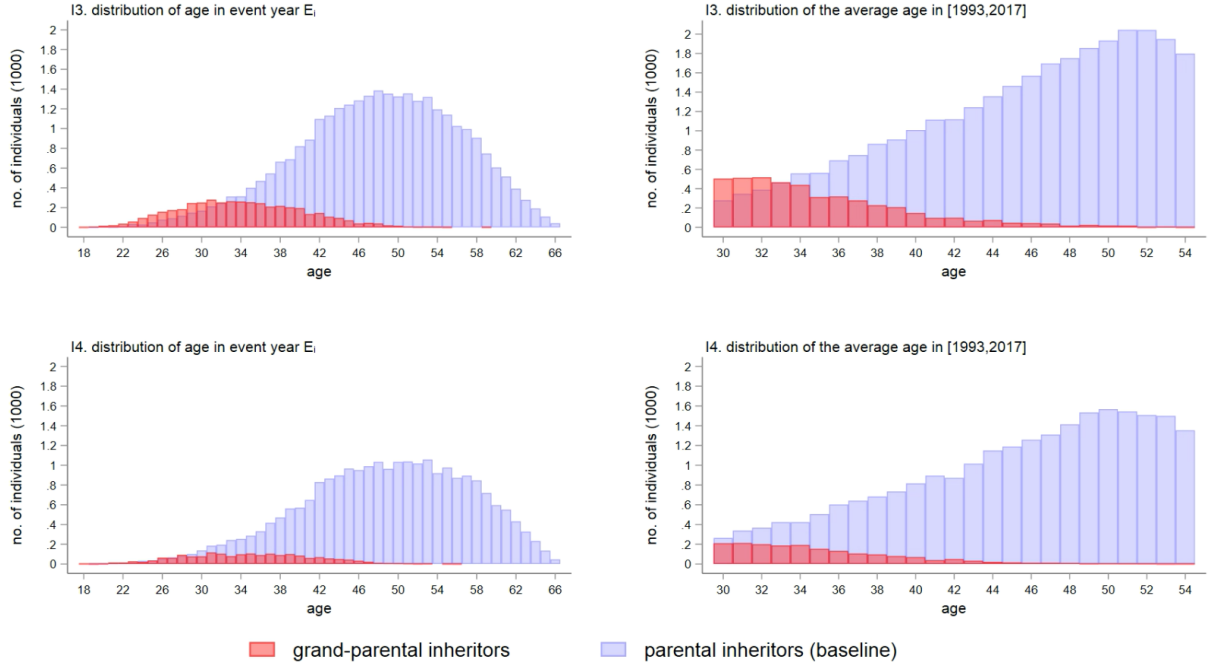 I3. distribution of age in event year Eᵢ
no. of individuals (1000)
2
1.8
1.6
1.4
1.2
1
.8
.6
.4
.2
0
18 22 26 30 34 38 42 46 50 54 58 62 66
age
I3. distribution of the average age in [1993,2017]
no. of individuals (1000)
2
1.8
1.6
1.4
1.2
1
.8
.6
.4
.2
0
30 32 34 36 38 40 42 44 46 48 50 52 54
age
I4. distribution of age in event year Eᵢ
no. of individuals (1000)
2
1.8
1.6
1.4
1.2
1
.8
.6
.4
.2
0
18 22 26 30 34 38 42 46 50 54 58 62 66
age
I4. distribution of the average age in [1993,2017]
no. of individuals (1000)
2
1.8
1.6
1.4
1.2
1
.8
.6
.4
.2
0
30 32 34 36 38 40 42 44 46 48 50 52 54
age
grand-parental inheritors
parental inheritors (baseline)